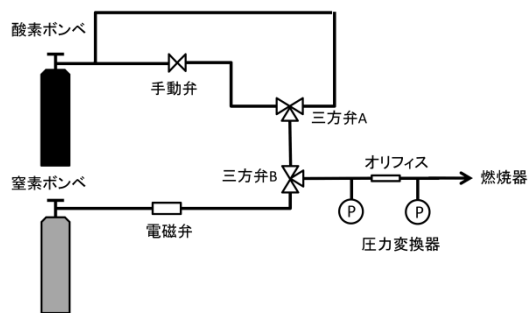 酸素ボンベ
手動弁
三方弁A
窒素ボンベ
三方弁B
オリフィス
燃焼器
電磁弁
P
P
圧力変換器